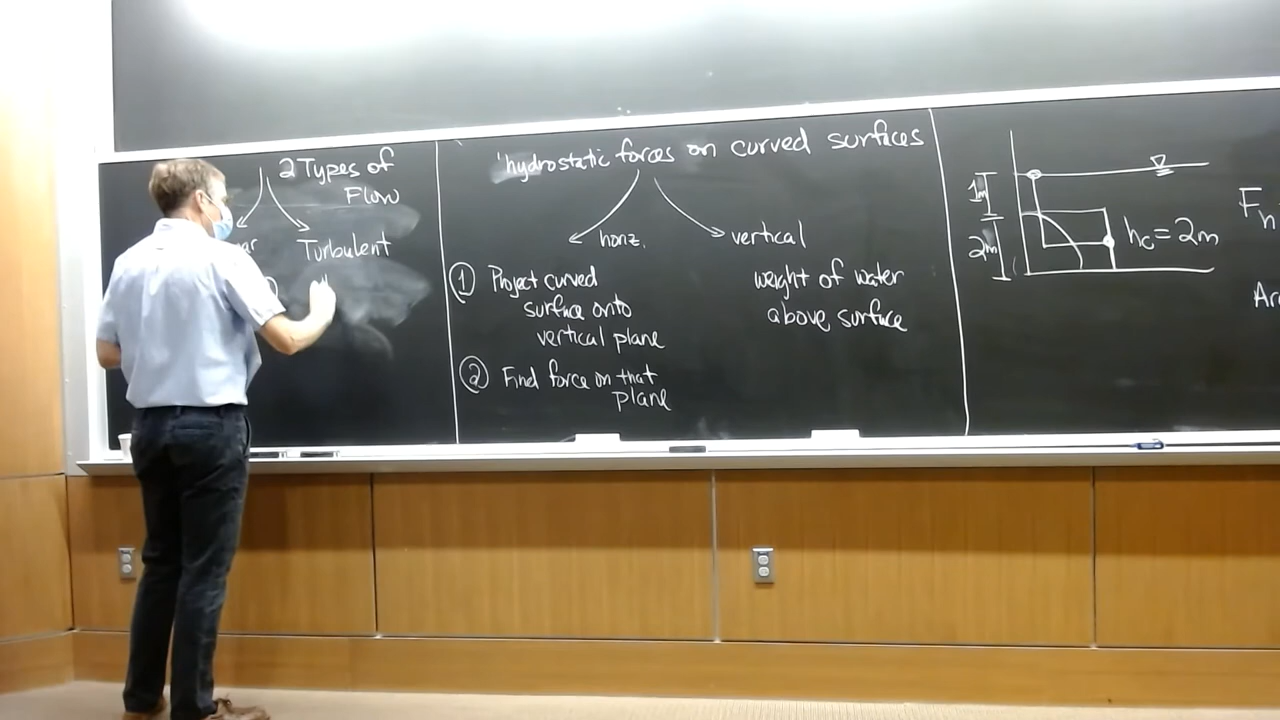 2 Types of
Flow
Turbulent
hydrostatic forces on curved surfaces
horiz.
vertical
① Project curved
surface onto
vertical plane
② Find force on that
plane
weight of water
above surface
1m
2m
hc = 2m
Fh